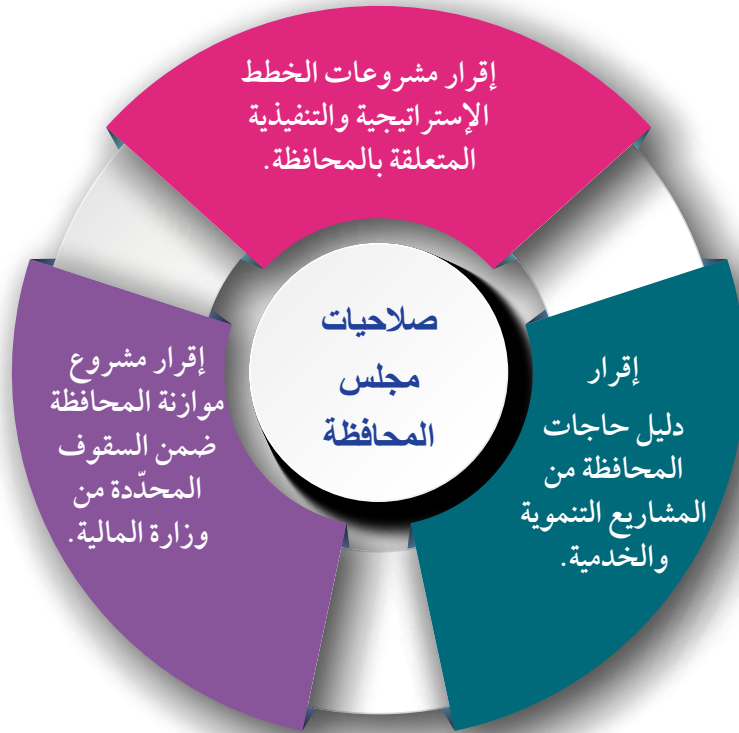 إقرار مشروعات الخطط
الإستراتيجية والتنفيذية
المتعلقة بالمحافظة.
صلاحيات
مجلس
المحافظة
إقرار
دليل حاجات
المحافظة من
المشاريع التنموية
والخدمية.
إقرار مشروع
موازنة المحافظة
ضمن السقوف
المحدّدة من
وزارة المالية.